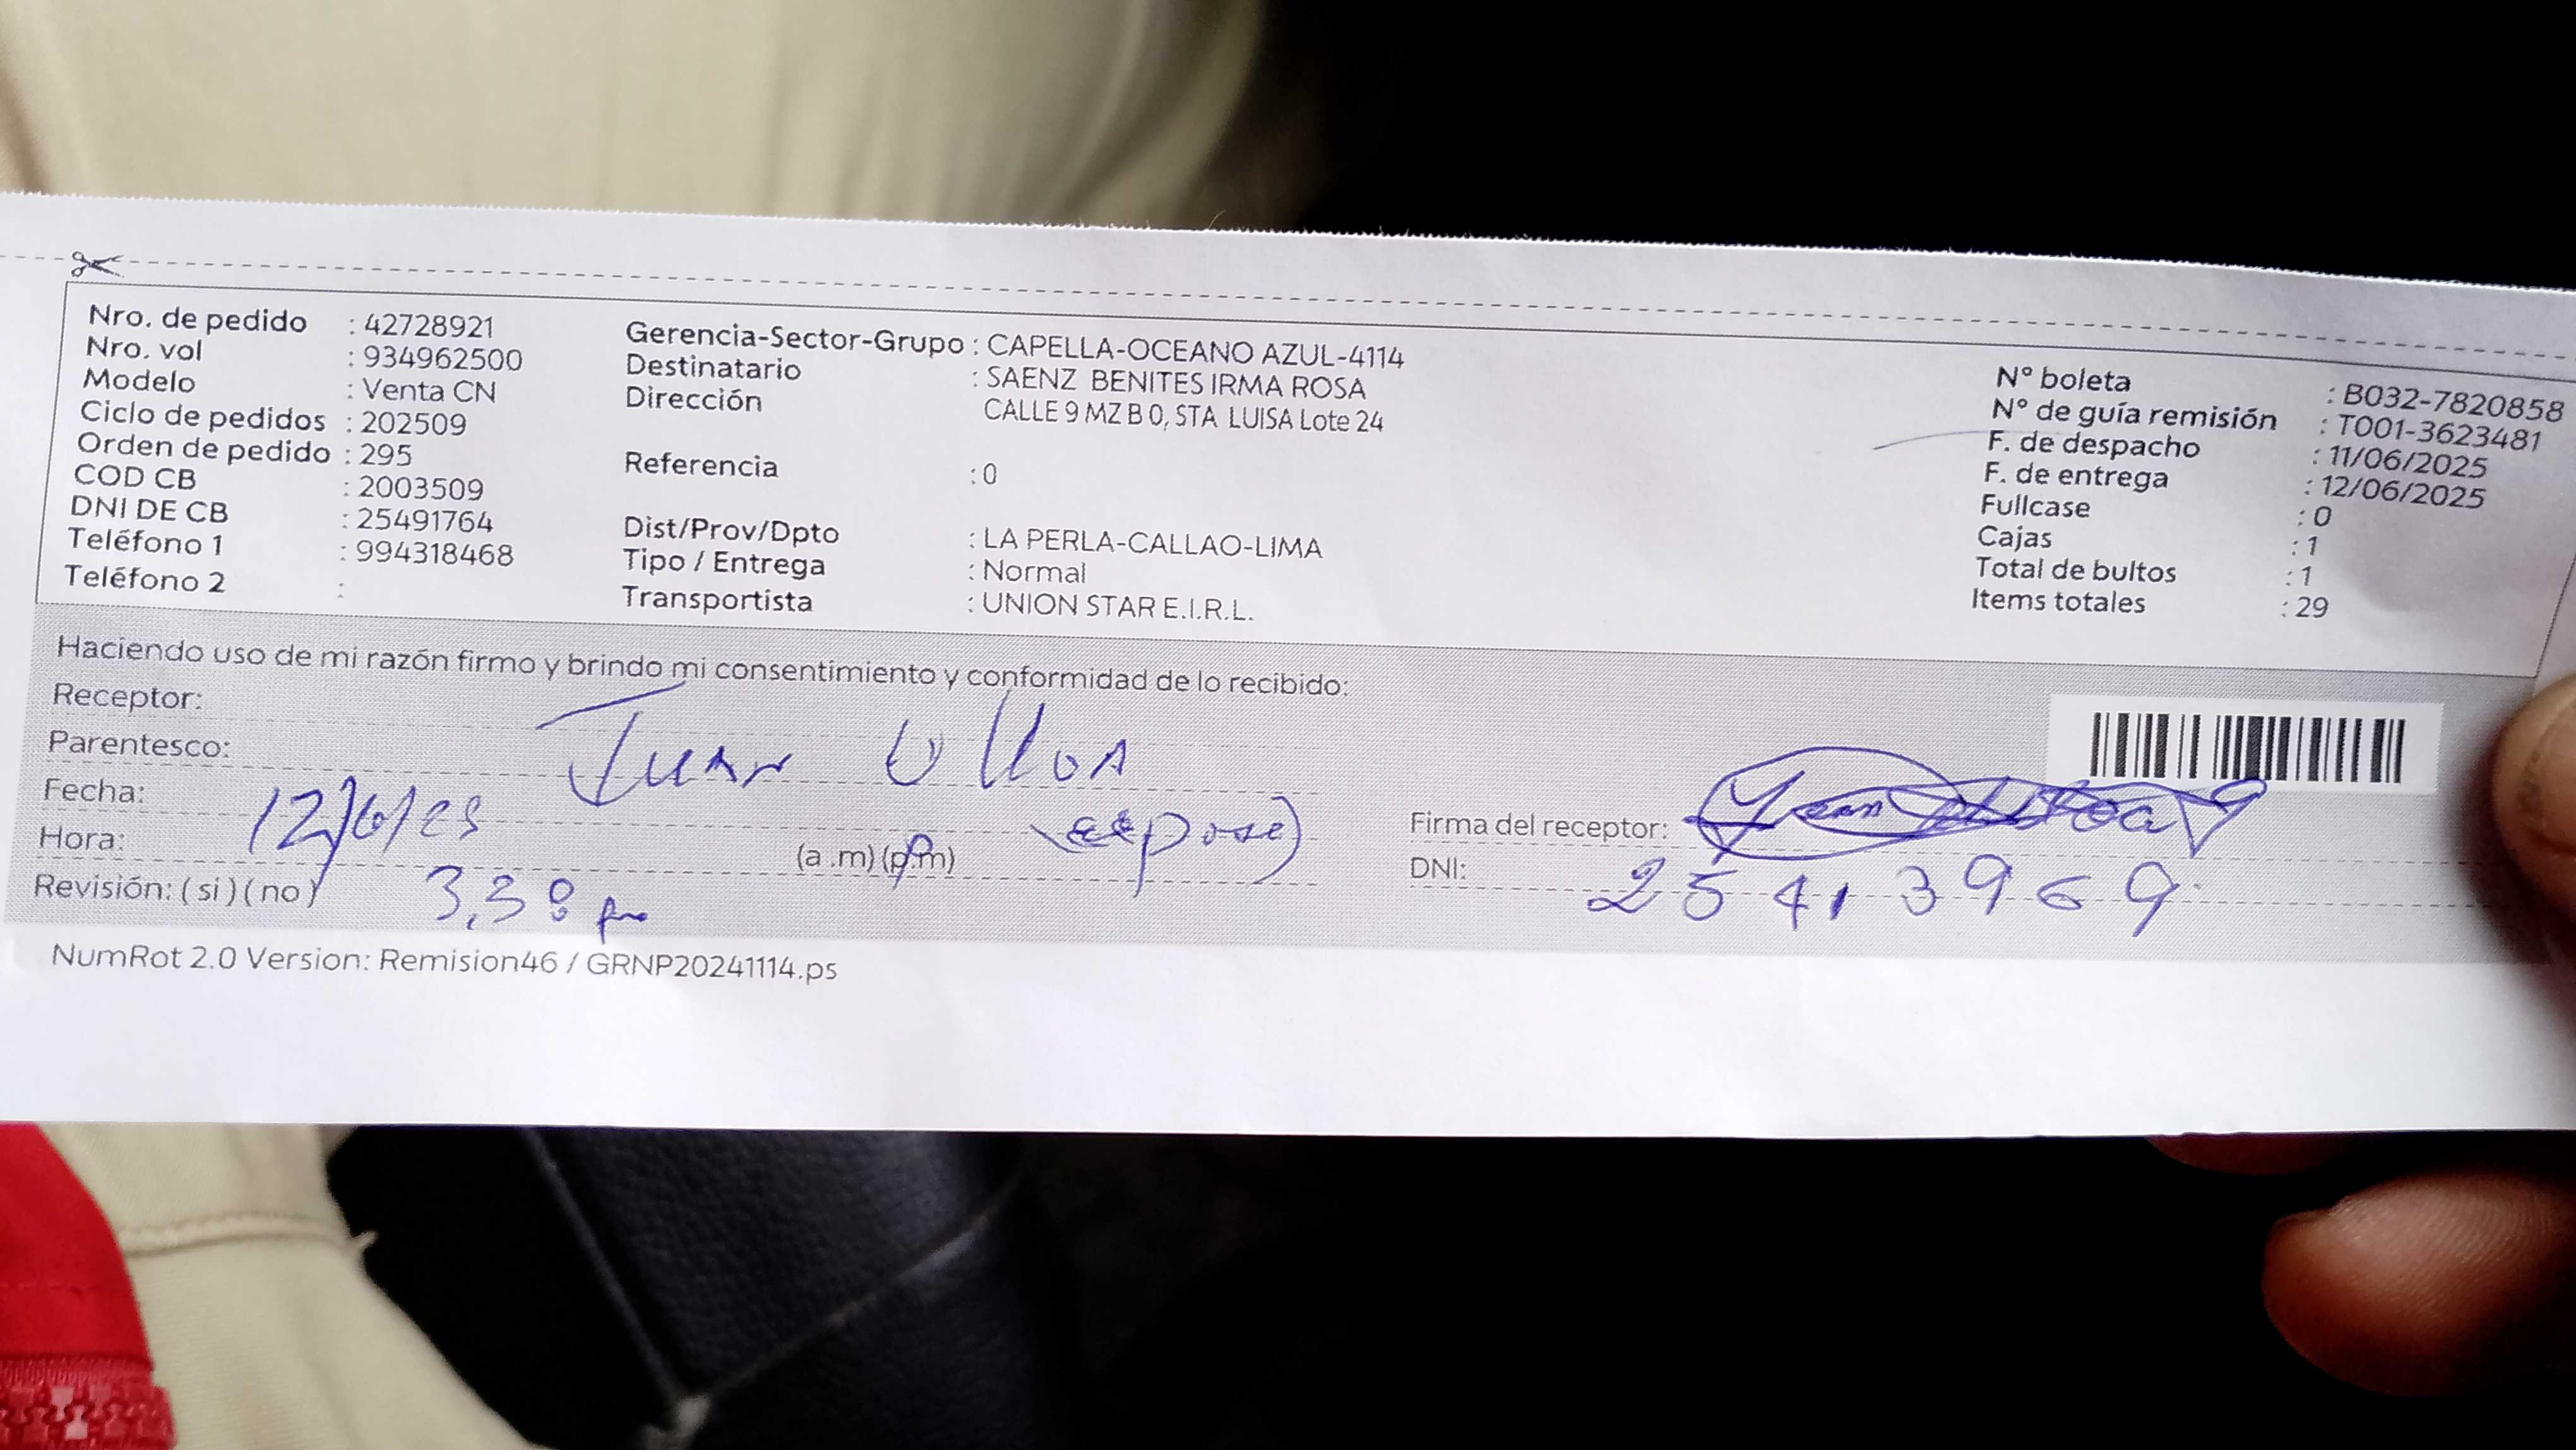 Nro. de pedido : 42728921
Nro. vol : 934962500
Modelo : Venta CN
Ciclo de pedidos : 202509
Orden de pedido : 295
COD CB : 2003509
DNI DE CB : 25491764
Teléfono 1 : 994318468
Teléfono 2 :
Gerencia-Sector-Grupo : CAPELLA-OCEANO AZUL-4114
Destinatario : SAENZ BENITES IRMA ROSA
Dirección CALLE 9 MZ B 0, STA LUISA Lote 24
Referencia : 0
Dist/Prov/Dpto : LA PERLA-CALLAO-LIMA
Tipo / Entrega : Normal
Transportista : UNION STAR E.I.R.L.
N° boleta : B032-7820858
N° de guía remisión : T001-3623481
F. de despacho : 11/06/2025
F. de entrega : 12/06/2025
Fullcase : 0
Cajas : 1
Total de bultos : 1
Items totales : 29
Haciendo uso de mi razón firmo y brindo mi consentimiento y conformidad de lo recibido:
Receptor:
Parentesco: Juan Ulloa
Fecha: 12/6/25 (esposo)
Hora: (a.m) (p.m)
Revisión: ( si ) ( no ) 3,30 pm
Firma del receptor:
DNI: 25413969
NumRot 2.0 Version: Remision46 / GRNP20241114.ps